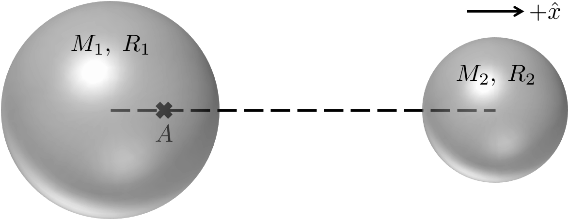 +x̂
M₁, R₁
M₂, R₂
A